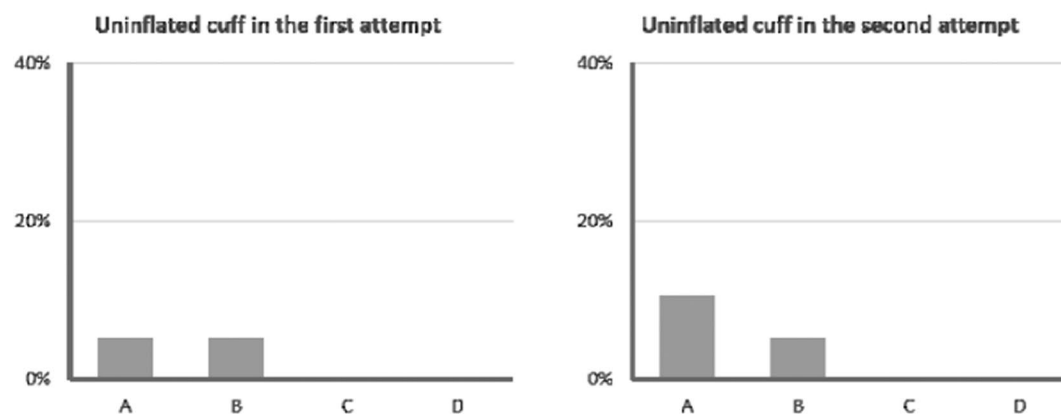 Uninflated cuff in the first attempt
40%
20%
0%
A B C D
Uninflated cuff in the second attempt
40%
20%
0%
A B C D